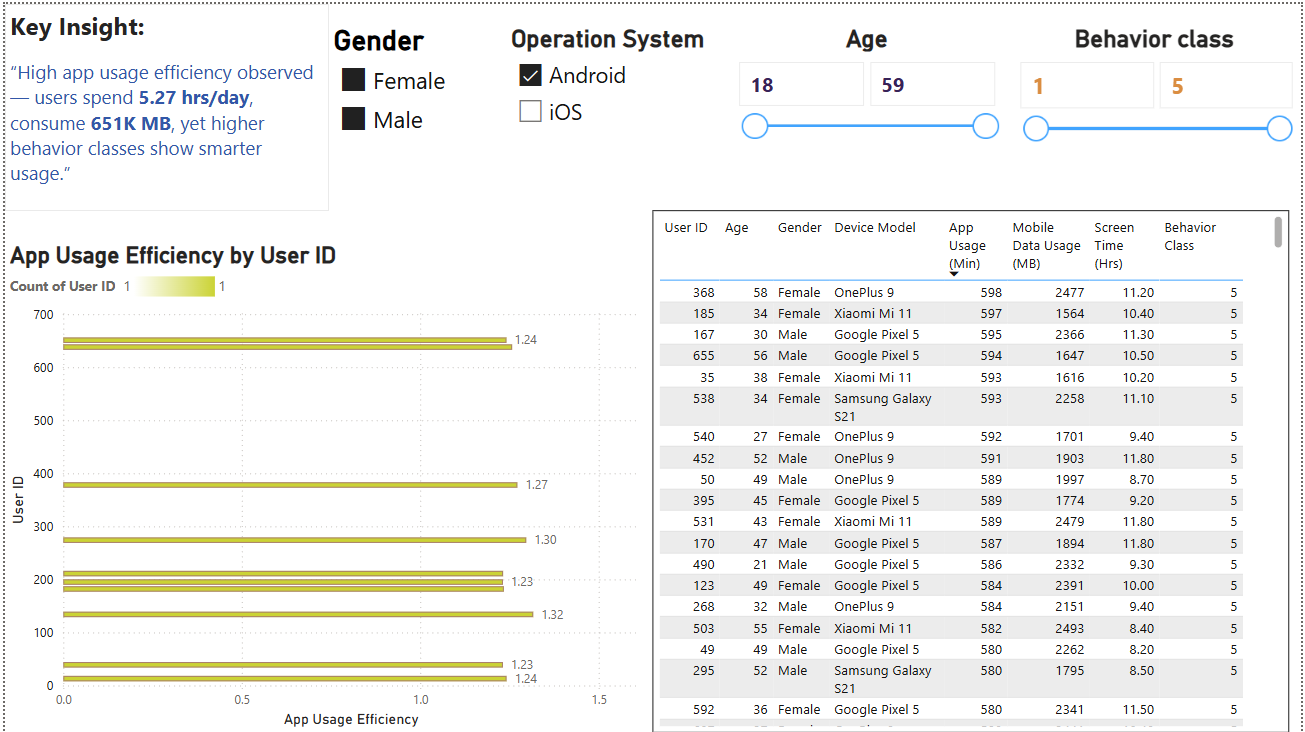 Key Insight:
“High app usage efficiency observed
— users spend 5.27 hrs/day,
consume 651K MB, yet higher
behavior classes show smarter
usage.”
Gender
Female
Male
Operation System
Android
iOS
Age
18 59
Behavior class
1 5
App Usage Efficiency by User ID
Count of User ID 1 1
700
600
500
400
300
200
100
0
User ID
1.24
1.27
1.30
1.23
1.32
1.23
1.24
0.0 0.5 1.0 1.5
App Usage Efficiency
User ID Age Gender Device Model App Usage (Min) Mobile Data Usage (MB) Screen Time (Hrs) Behavior Class
368 58 Female OnePlus 9 598 2477 11.20 5
185 34 Female Xiaomi Mi 11 597 1564 10.40 5
167 30 Male Google Pixel 5 595 2366 11.30 5
655 56 Male Google Pixel 5 594 1647 10.50 5
35 38 Female Xiaomi Mi 11 593 1616 10.20 5
538 34 Female Samsung Galaxy S21 593 2258 11.10 5
540 27 Female OnePlus 9 592 1701 9.40 5
452 52 Male OnePlus 9 591 1903 11.80 5
50 49 Male OnePlus 9 589 1997 8.70 5
395 45 Female Google Pixel 5 589 1774 9.20 5
531 43 Female Xiaomi Mi 11 589 2479 11.80 5
170 47 Male Google Pixel 5 587 1894 11.80 5
490 21 Male Google Pixel 5 586 2332 9.30 5
123 49 Female Google Pixel 5 584 2391 10.00 5
268 32 Male OnePlus 9 584 2151 9.40 5
503 55 Female Xiaomi Mi 11 582 2493 8.40 5
49 49 Male Google Pixel 5 580 2262 8.20 5
295 52 Male Samsung Galaxy S21 580 1795 8.50 5
592 36 Female Google Pixel 5 580 2341 11.50 5